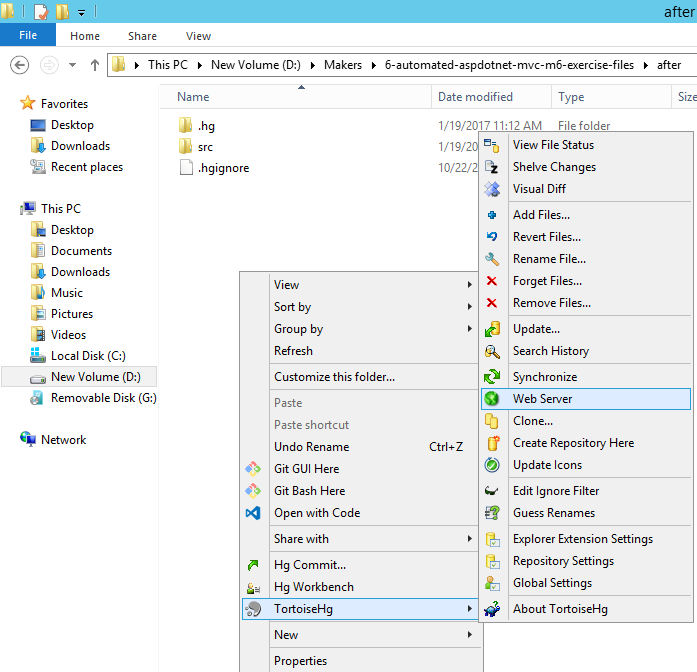 after
File Home Share View
This PC New Volume (D:) Makers 6-automated-aspdotnet-mvc-m6-exercise-files after
Name Date modified Type Size
Favorites
Desktop
Downloads
Recent places
This PC
Desktop
Documents
Downloads
Music
Pictures
Videos
Local Disk (C:)
New Volume (D:)
Removable Disk (G:)
Network
.hg 1/19/2017 11:12 AM File folder
src 1/19/20
.hgignore 10/22/2
View
Sort by
Group by
Refresh
Customize this folder...
Paste
Paste shortcut
Undo Rename Ctrl+Z
Git GUI Here
Git Bash Here
Open with Code
Share with
Hg Commit...
Hg Workbench
TortoiseHg
New
Properties
View File Status
Shelve Changes
Visual Diff
Add Files...
Revert Files...
Rename File...
Forget Files...
Remove Files...
Update...
Search History
Synchronize
Web Server
Clone...
Create Repository Here
Update Icons
Edit Ignore Filter
Guess Renames
Explorer Extension Settings
Repository Settings
Global Settings
About TortoiseHg